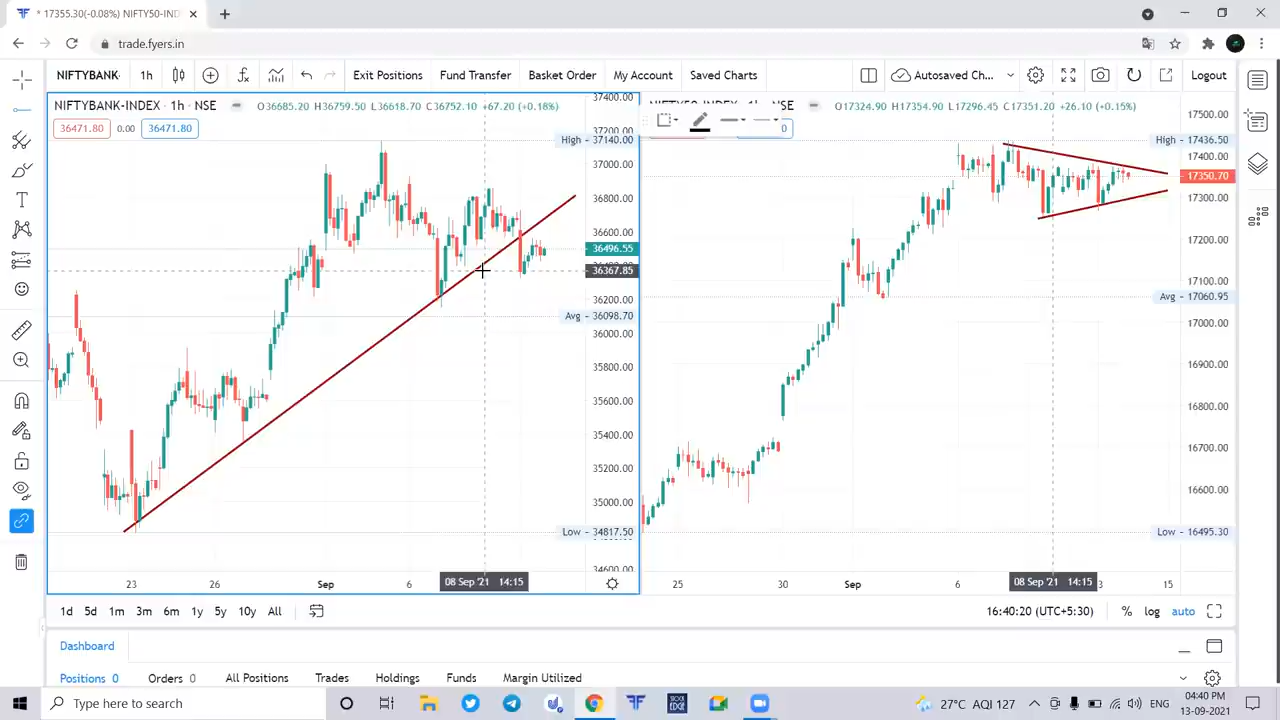 * 17355.30(-0.08%) NIFTY50-IND
trade.fyers.in
NIFTYBANK- 1h Exit Positions Fund Transfer Basket Order My Account Saved Charts Autosaved Ch... Logout
NIFTYBANK-INDEX · 1h · NSE O36685.20 H36759.50 L36618.70 C36752.10 +67.20 (+0.18%)
36471.80 0.00 36471.80
37400.00
37200.00
High - 37140.00
37000.00
36800.00
36600.00
36496.55
36367.85
36200.00
Avg - 36098.70
36000.00
35800.00
35600.00
35400.00
35200.00
35000.00
Low - 34817.50
34600.00
23 26 Sep 6 08 Sep '21 14:15
NIFTY50-INDEX · 1h · NSE O17324.90 H17354.90 L17296.45 C17351.20 +26.10 (+0.15%)
0
17500.00
High - 17436.50
17400.00
17350.70
17300.00
17200.00
17100.00
Avg - 17060.95
17000.00
16900.00
16800.00
16700.00
16600.00
Low - 16495.30
25 30 Sep 6 08 Sep '21 14:15 3 15
1d 5d 1m 3m 6m 1y 5y 10y All 16:40:20 (UTC+5:30) % log auto
Dashboard
Positions 0 Orders 0 All Positions Trades Holdings Funds Margin Utilized
Type here to search
STOCK EDGE
27°C AQI 127
ENG
04:40 PM
13-09-2021